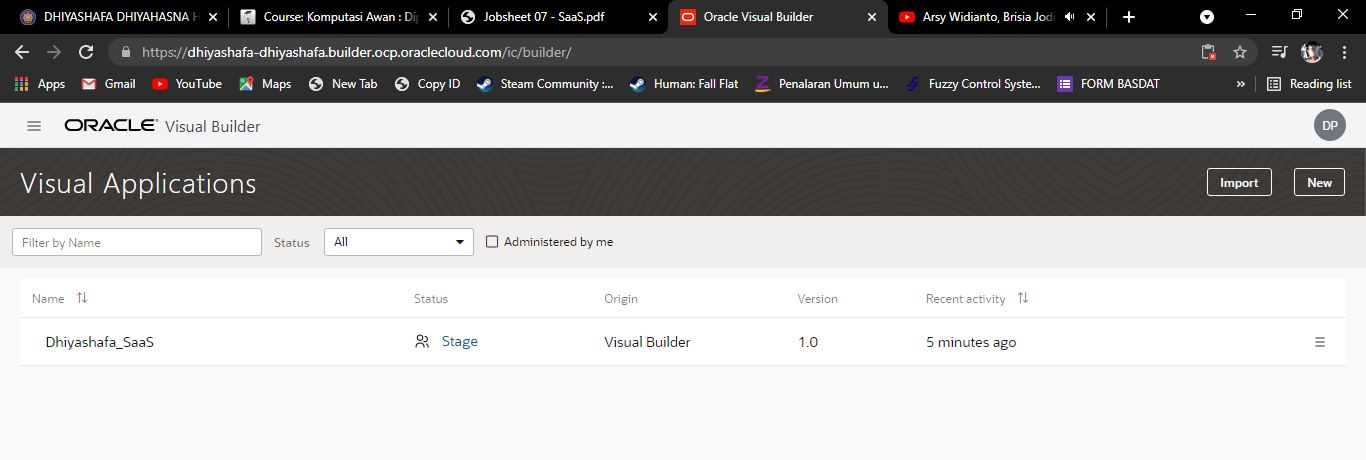 DHIYASHAFA DHIYAHASNA H
Course: Komputasi Awan : Di
Jobsheet 07 - SaaS.pdf
Oracle Visual Builder
Arsy Widianto, Brisia Jodi
https://dhiyashafa-dhiyashafa.builder.ocp.oraclecloud.com/ic/builder/
Apps
Gmail
YouTube
Maps
New Tab
Copy ID
Steam Community :...
Human: Fall Flat
Penalaran Umum u...
Fuzzy Control Syste...
FORM BASDAT
»
Reading list
ORACLE Visual Builder
DP
Visual Applications
Import
New
Filter by Name
Status
All
Administered by me
Name
Status
Origin
Version
Recent activity
Dhiyashafa_SaaS
Stage
Visual Builder
1.0
5 minutes ago